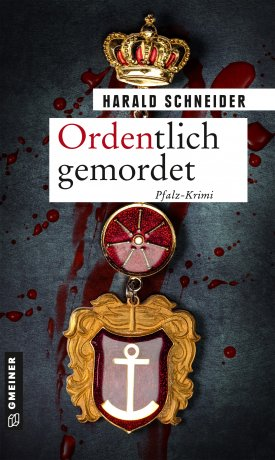 HARALD SCHNEIDER
Ordentlich
gemordet
Pfalz-Krimi
GMEINER